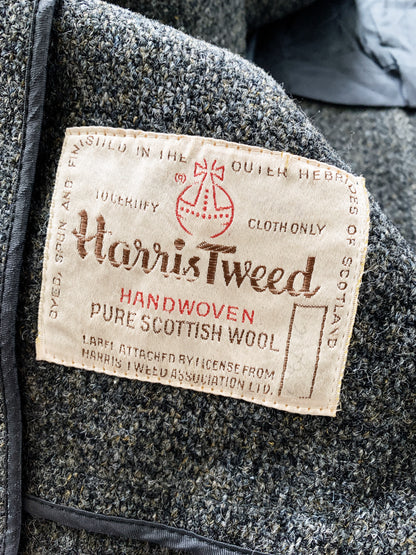 DYED, SPUN AND FINISHED IN THE OUTER HEBRIDES OF SCOTLAND
(R)
TO CERTIFY CLOTH ONLY
Harris Tweed
HANDWOVEN
PURE SCOTTISH WOOL
LABEL ATTACHED BY LICENSE FROM
HARRIS TWEED ASSOCIATION LTD.